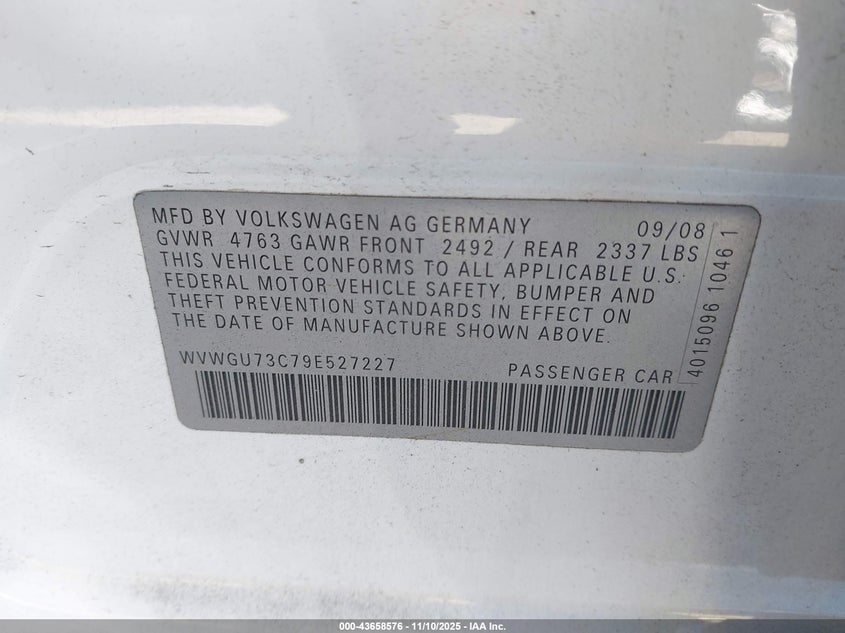 MFD BY VOLKSWAGEN AG GERMANY 09/08
GVWR 4763 GAWR FRONT 2492 / REAR 2337 LBS
THIS VEHICLE CONFORMS TO ALL APPLICABLE U.S.
FEDERAL MOTOR VEHICLE SAFETY, BUMPER AND
THEFT PREVENTION STANDARDS IN EFFECT ON
THE DATE OF MANUFACTURE SHOWN ABOVE.
WVWGU73C79E527227 PASSENGER CAR
4015096 1046 1
000-43658576 - 11/10/2025 - IAA Inc.